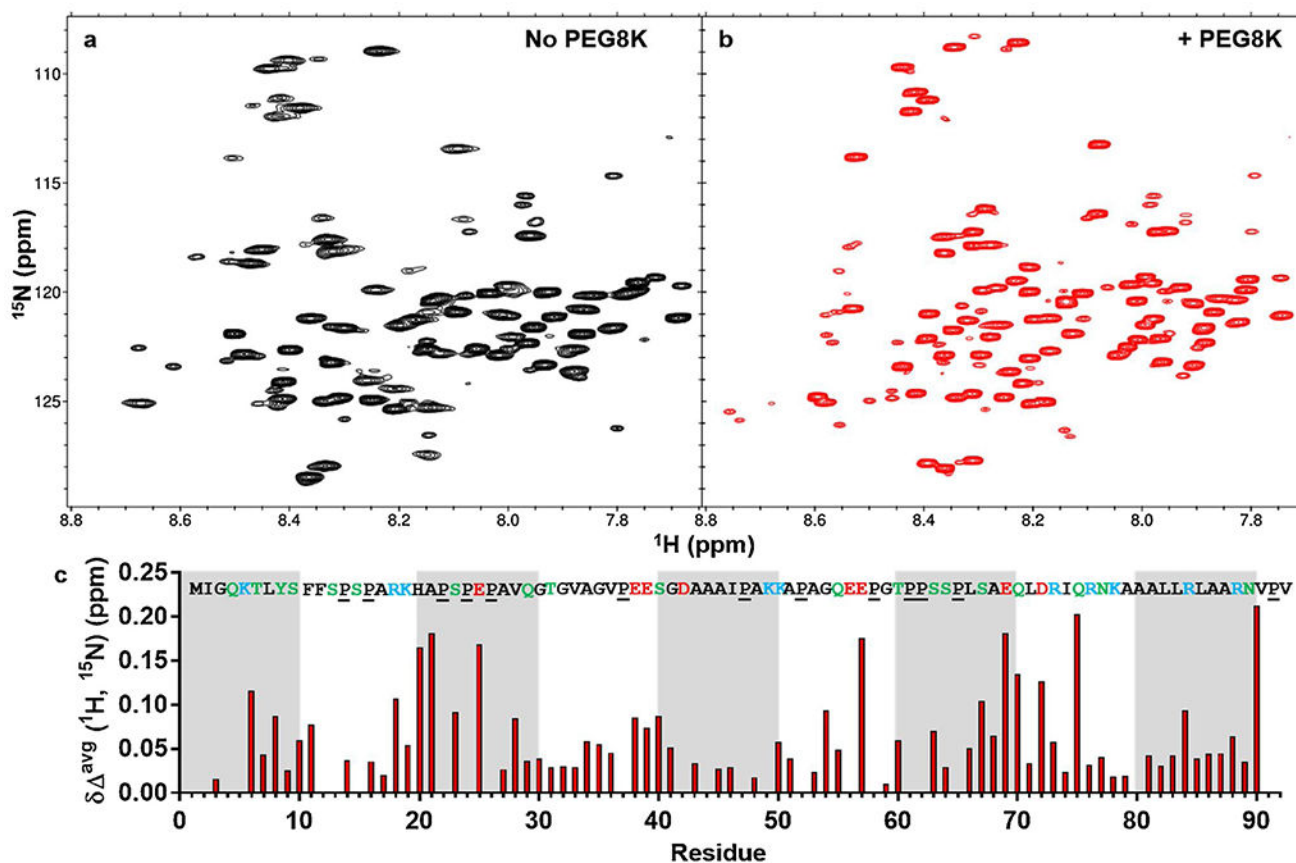 a No PEG8K
b + PEG8K
110
115
120
125
¹⁵N (ppm)
8.8 8.6 8.4 8.2 8.0 7.8 8.8 8.6 8.4 8.2 8.0 7.8
¹H (ppm)
c
MIGQKTLYS FFSPSPARKHAPSPEPAVQGTGVAGVPEESGDAAAIPAKKAPAGQEEPGTPPSSPLSAEQLDRIQRNKAAALLRLAARNVPV
0.25
0.20
0.15
0.10
0.05
0.00
δΔᵃᵛᵍ (¹H, ¹⁵N) (ppm)
0 10 20 30 40 50 60 70 80 90
Residue